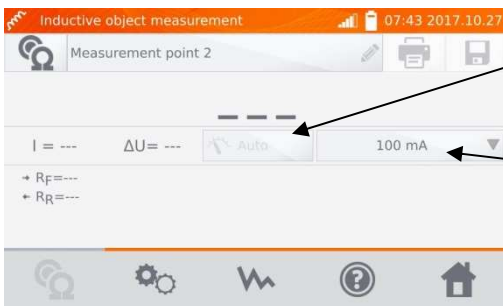 Inductive object measurement 07:43 2017.10.27
Measurement point 2
---
I = --- ΔU= --- Auto 100 mA
RF=---
RR=---